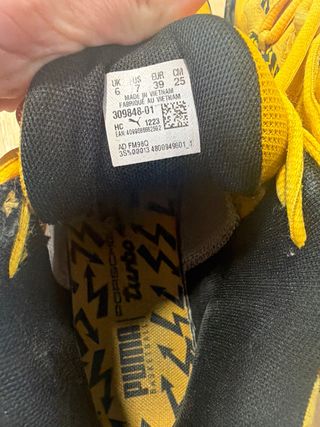 UK US EUR CM
6 7 39 25
MADE IN VIETNAM
FABRIQUÉ AU VIETNAM
309848-01
HC 1223
AD FM98Q
PORSCHE
Turbo
PUMA
BASKETBALL